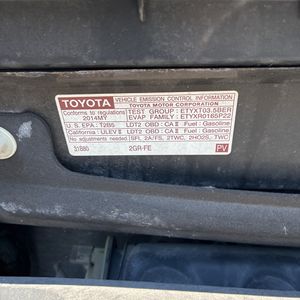 TOYOTA VEHICLE EMISSION CONTROL INFORMATION
TOYOTA MOTOR CORPORATION
Conforms to regulations TEST GROUP : ETYXT03.5BER
2014MY EVAP. FAMILY : ETYXR0165P22
U. S. EPA : T2B5 LDT2 OBD : CA II Fuel : Gasoline
California : ULEV II LDT2 OBD : CA II Fuel : Gasoline
No adjustments needed SFI, 2A/FS, 2TWC, 2HO2S, TWC
31880 2GR-FE PV